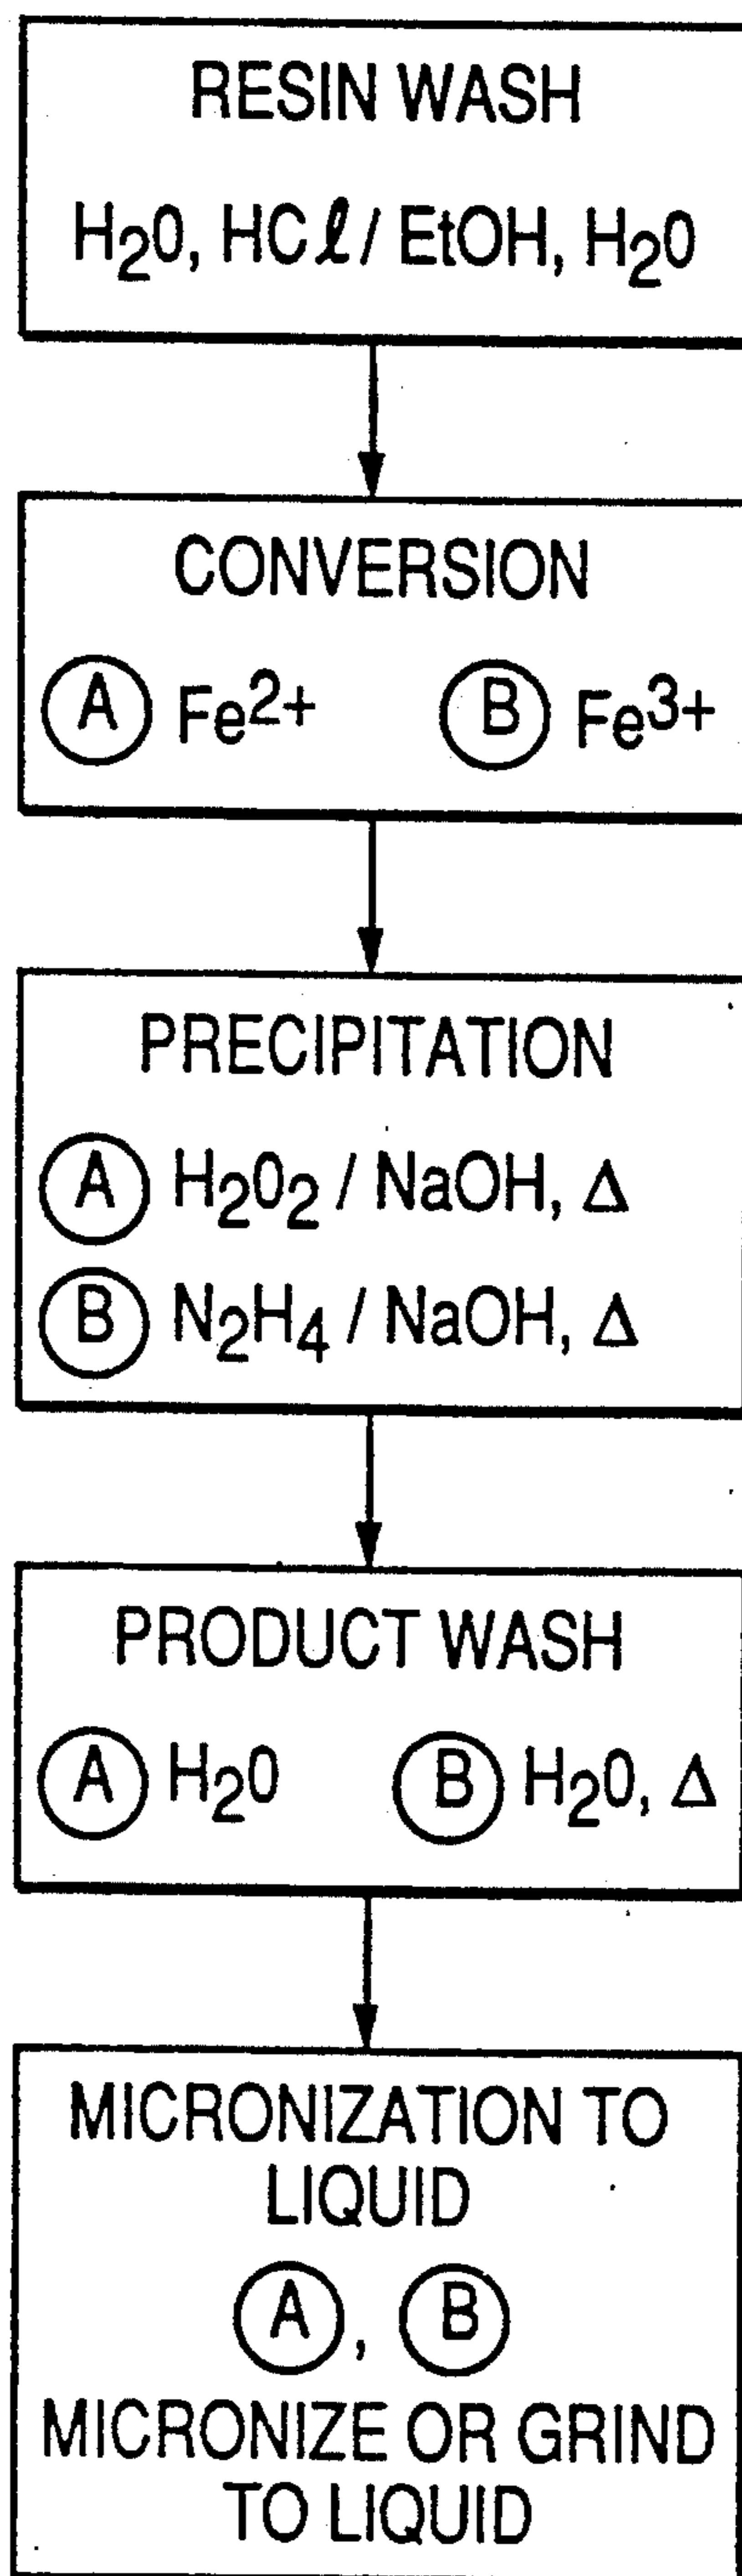 RESIN WASH
H₂0, HCℓ / EtOH, H₂0
CONVERSION
Ⓐ Fe²⁺ Ⓑ Fe³⁺
PRECIPITATION
Ⓐ H₂0₂ / NaOH, Δ
Ⓑ N₂H₄ / NaOH, Δ
PRODUCT WASH
Ⓐ H₂0 Ⓑ H₂0, Δ
MICRONIZATION TO
LIQUID
Ⓐ, Ⓑ
MICRONIZE OR GRIND
TO LIQUID